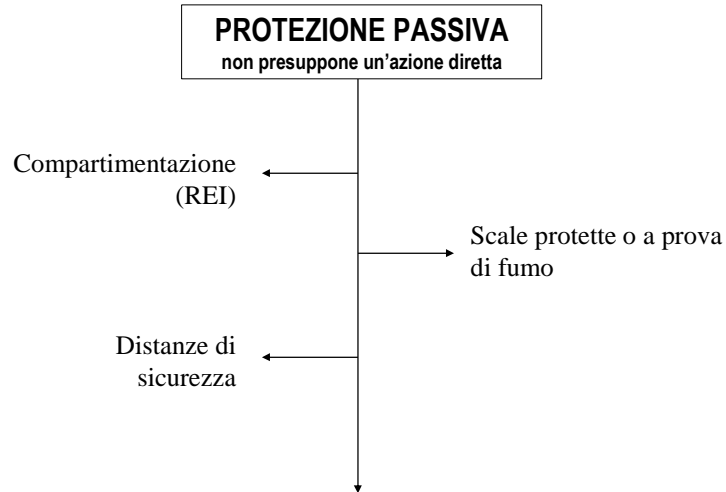 PROTEZIONE PASSIVA
non presuppone un'azione diretta
Compartimentazione
(REI)
Scale protette o a prova
di fumo
Distanze di
sicurezza